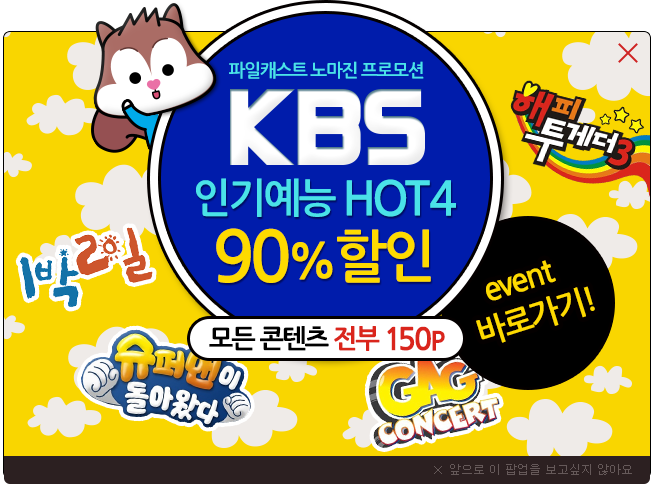 파일캐스트 노마진 프로모션
KBS
인기예능 HOT4
90% 할인
모든 콘텐츠 전부 150P
해피
투게더3
1박2일
event
바로가기!
슈퍼맨이
돌아왔다
GAG
CONCERT
× 앞으로 이 팝업을 보고싶지 않아요